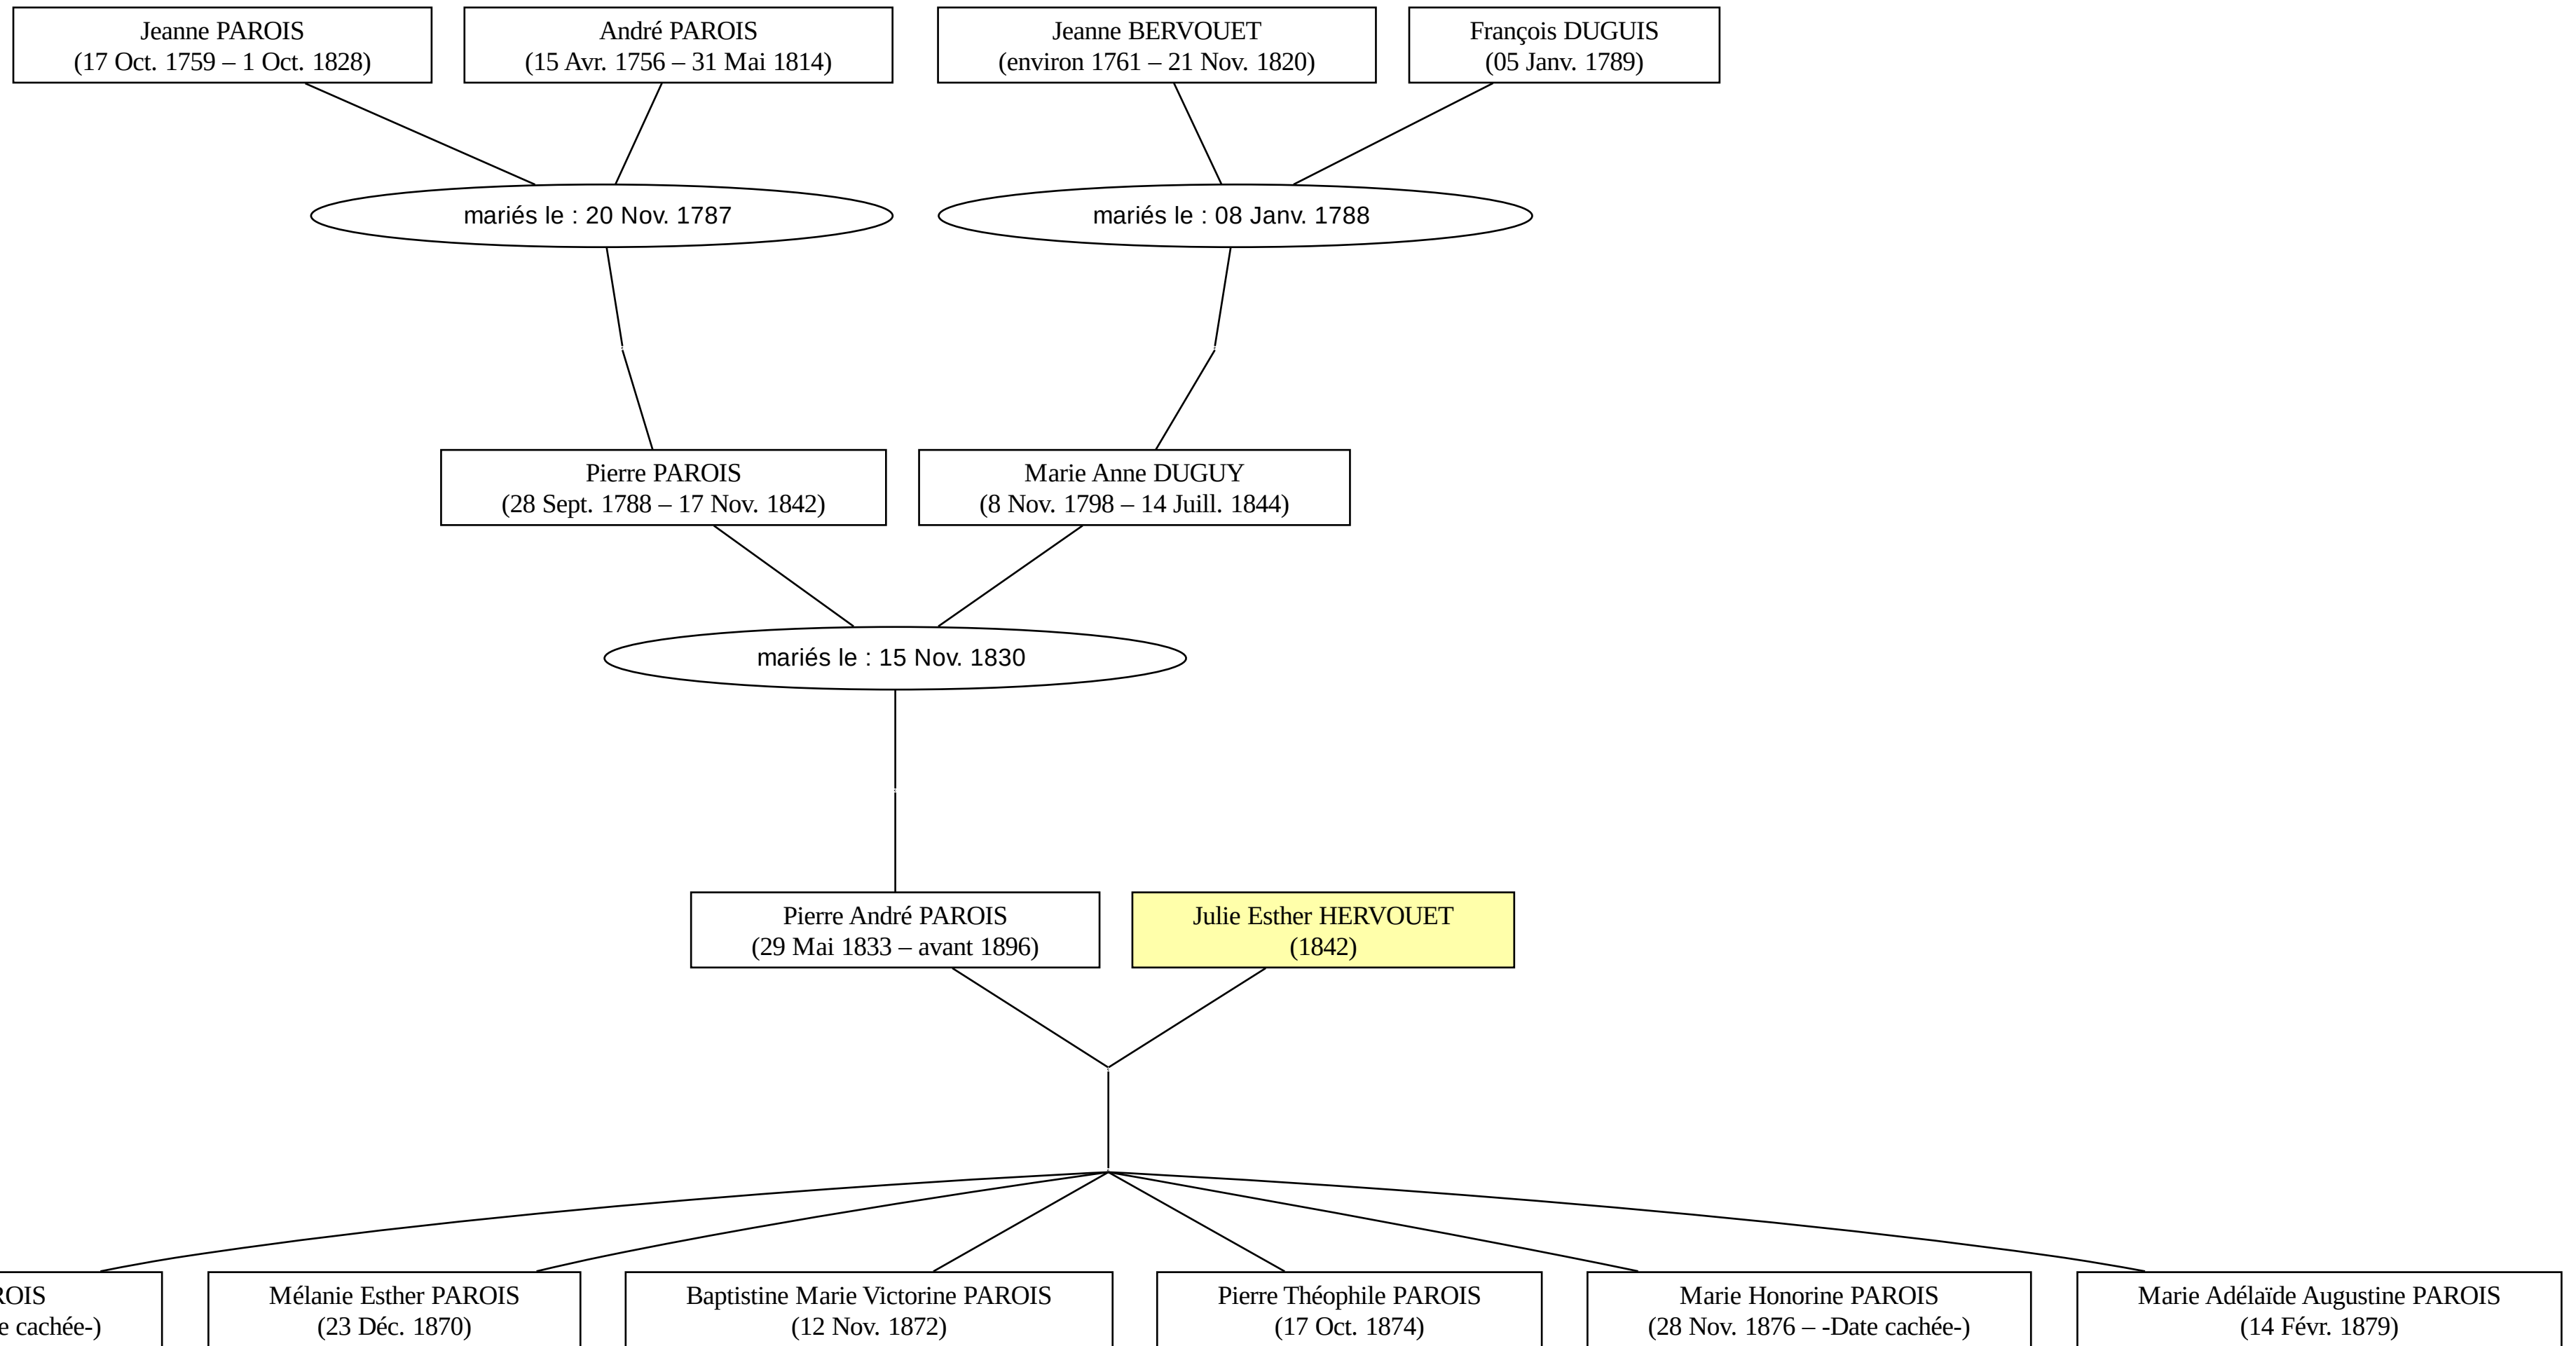 Jeanne PAROIS
(17 Oct. 1759 – 1 Oct. 1828)
André PAROIS
(15 Avr. 1756 – 31 Mai 1814)
Jeanne BERVOUET
(environ 1761 – 21 Nov. 1820)
François DUGUIS
(05 Janv. 1789)
mariés le : 20 Nov. 1787
mariés le : 08 Janv. 1788
Pierre PAROIS
(28 Sept. 1788 – 17 Nov. 1842)
Marie Anne DUGUY
(8 Nov. 1798 – 14 Juill. 1844)
mariés le : 15 Nov. 1830
Pierre André PAROIS
(29 Mai 1833 – avant 1896)
Julie Esther HERVOUET
(1842)
ROIS
e cachée-)
Mélanie Esther PAROIS
(23 Déc. 1870)
Baptistine Marie Victorine PAROIS
(12 Nov. 1872)
Pierre Théophile PAROIS
(17 Oct. 1874)
Marie Honorine PAROIS
(28 Nov. 1876 – -Date cachée-)
Marie Adélaïde Augustine PAROIS
(14 Févr. 1879)